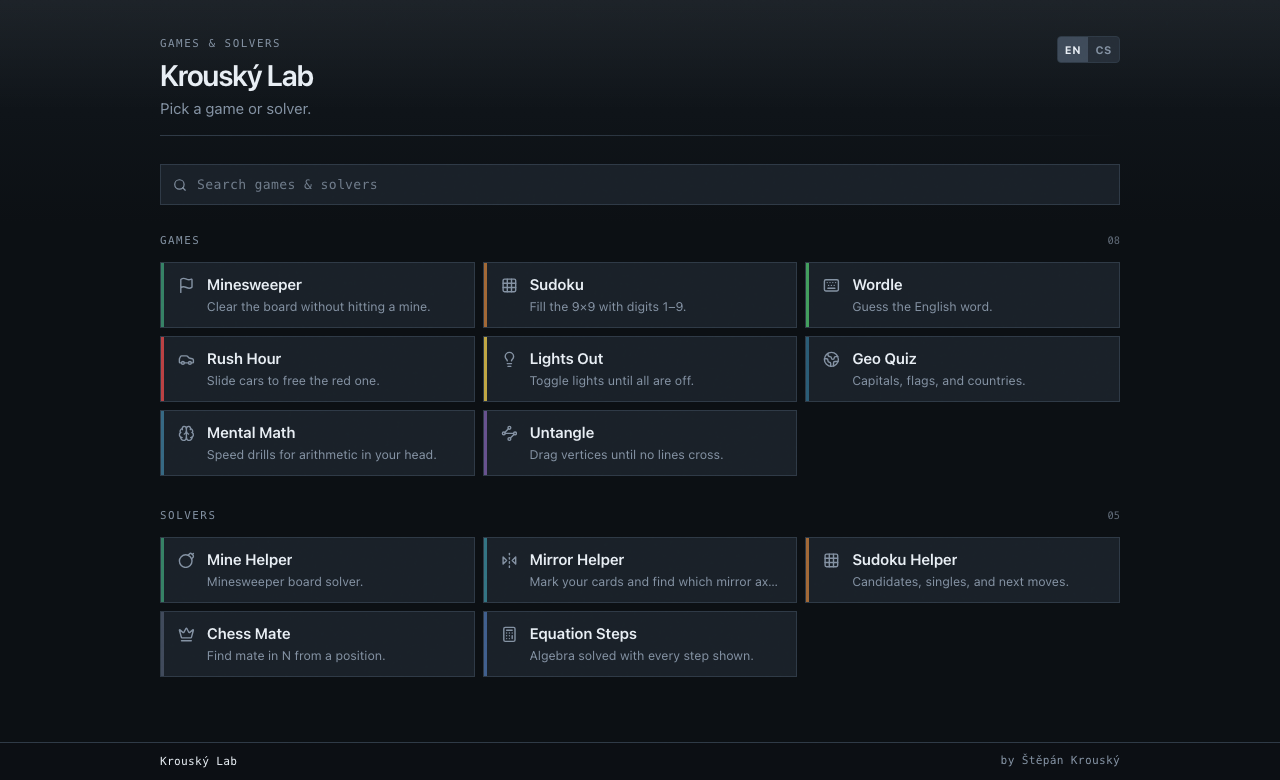 GAMES & SOLVERS
EN CS
Krouský Lab
Pick a game or solver.
Search games & solvers
GAMES 08
Minesweeper
Clear the board without hitting a mine.
Sudoku
Fill the 9×9 with digits 1–9.
Wordle
Guess the English word.
Rush Hour
Slide cars to free the red one.
Lights Out
Toggle lights until all are off.
Geo Quiz
Capitals, flags, and countries.
Mental Math
Speed drills for arithmetic in your head.
Untangle
Drag vertices until no lines cross.
SOLVERS 05
Mine Helper
Minesweeper board solver.
Mirror Helper
Mark your cards and find which mirror ax...
Sudoku Helper
Candidates, singles, and next moves.
Chess Mate
Find mate in N from a position.
Equation Steps
Algebra solved with every step shown.
Krouský Lab
by Štěpán Krouský